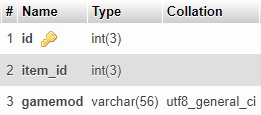 # Name Type Collation
1 id int(3)
2 item_id int(3)
3 gamemod varchar(56) utf8_general_ci